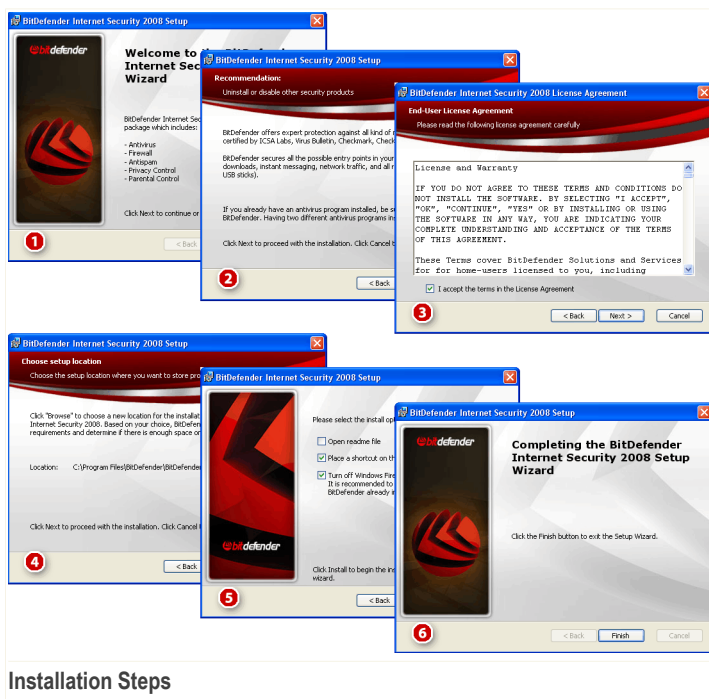 BitDefender Internet Security 2008 Setup
bitdefender
Welcome to
Internet Sec
Wizard
BitDefender Internet Sec
package which includes:
- Antivirus
- Firewall
- Antispam
- Privacy Control
- Parental Control
Click Next to continue or
< Back
1
BitDefender Internet Security 2008 Setup
Recommendation:
Uninstall or disable other security products
BitDefender offers expert protection against all kind of
certified by ICSA Labs, Virus Bulletin, Checkmark, Check
BitDefender secures all the possible entry points in your
downloads, instant messaging, network traffic, and all r
USB sticks).
If you already have an antivirus program installed, be s
BitDefender. Having two different antivirus programs in
Click Next to proceed with the installation. Click Cancel t
< Back
2
BitDefender Internet Security 2008 License Agreement
End-User License Agreement
Please read the following license agreement carefully
License and Warranty
IF YOU DO NOT AGREE TO THESE TERMS AND CONDITIONS DO
NOT INSTALL THE SOFTWARE. BY SELECTING "I ACCEPT",
"OK", "CONTINUE", "YES" OR BY INSTALLING OR USING
THE SOFTWARE IN ANY WAY, YOU ARE INDICATING YOUR
COMPLETE UNDERSTANDING AND ACCEPTANCE OF THE TERMS
OF THIS AGREEMENT.
These Terms cover BitDefender Solutions and Services
for for home-users licensed to you, including
I accept the terms in the License Agreement
< Back
Next >
Cancel
3
BitDefender Internet Security 2008 Setup
Choose setup location
Choose the setup location where you want to store pro
Click "Browse" to choose a new location for the installat
Internet Security 2008. Based on your choice, BitDefen
requirements and determine if there is enough space or
Location: C:\Program Files\BitDefender\BitDefender
Click Next to proceed with the installation. Click Cancel
< Back
4
BitDefender Internet Security 2008 Setup
Please select the install opt
Open readme file
Place a shortcut on th
Turn off Windows Fire
It is recommended to
BitDefender already i
bitdefender
Click Install to begin the in
wizard.
< Back
5
BitDefender Internet Security 2008 Setup
bitdefender
Completing the BitDefender
Internet Security 2008 Setup
Wizard
Click the Finish button to exit the Setup Wizard.
< Back
Finish
Cancel
6
Installation Steps